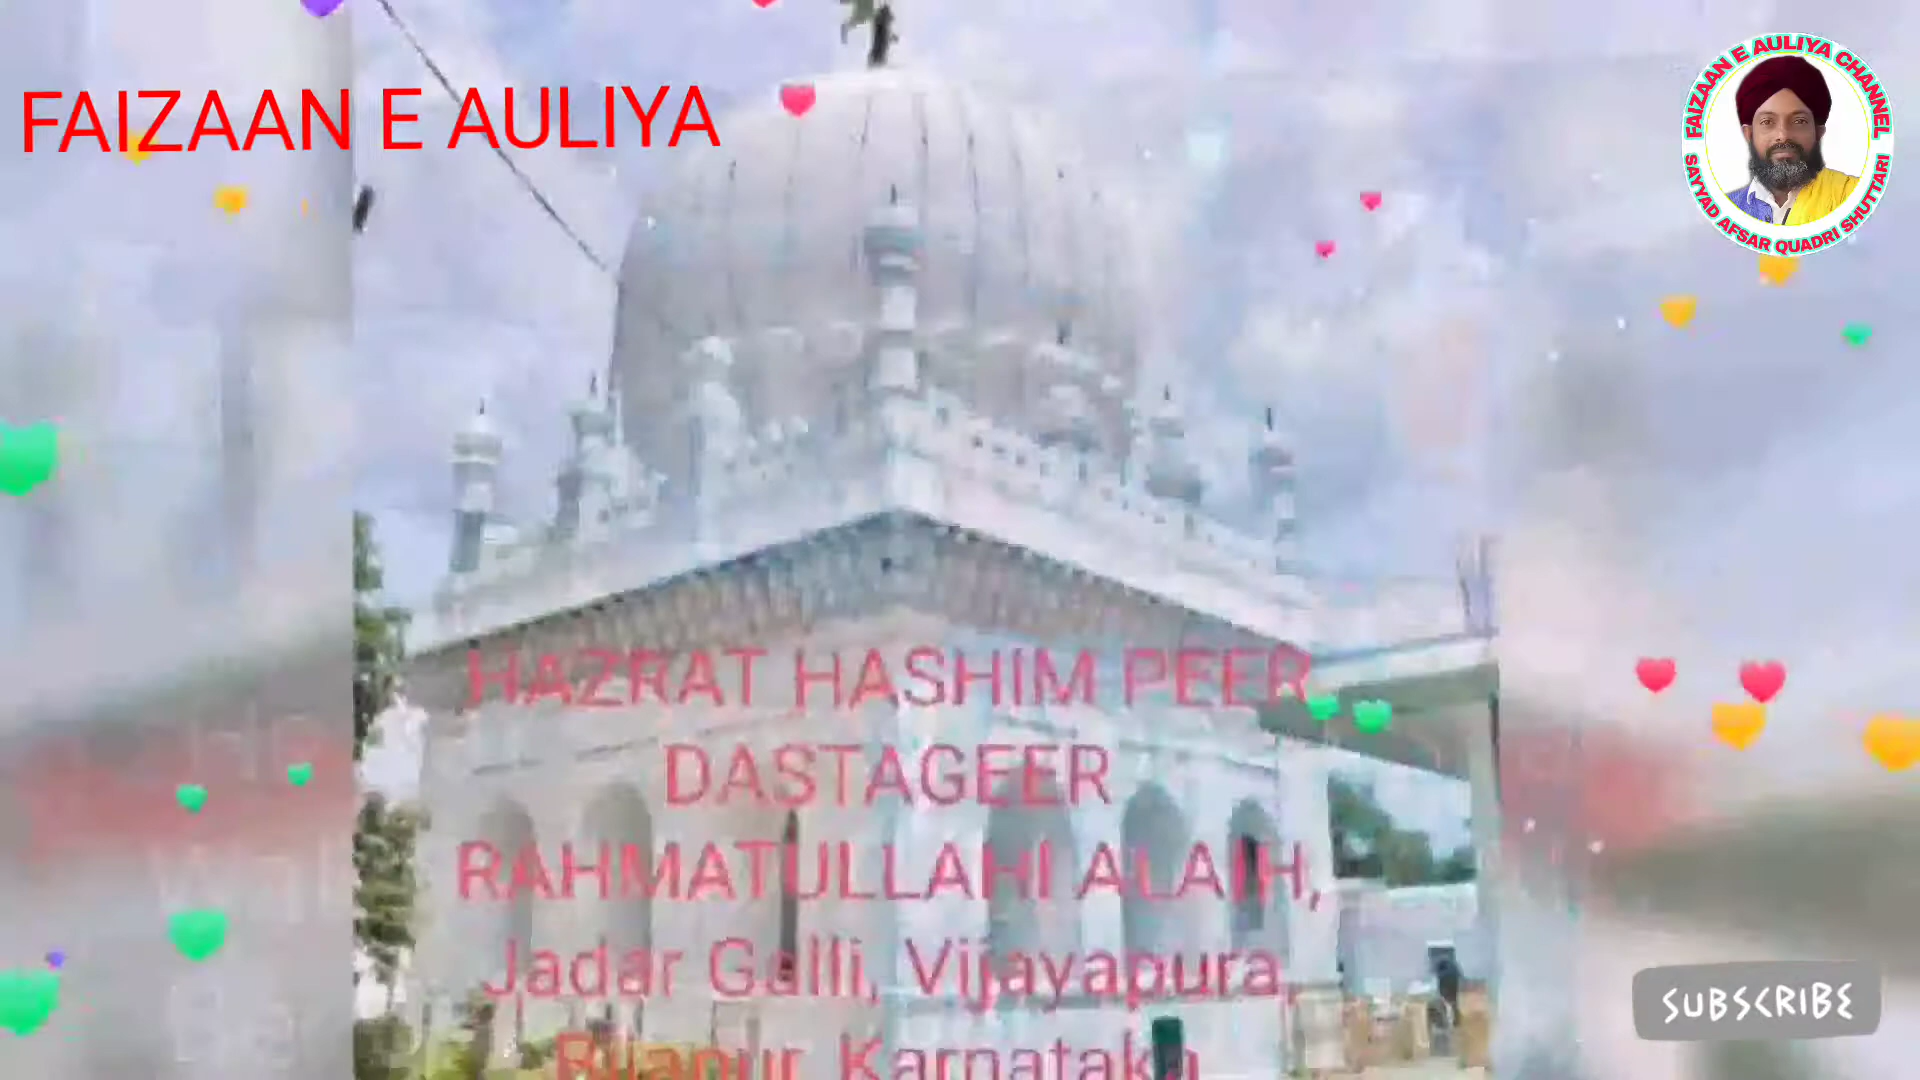 FAIZAAN E AULIYA
FAIZAAN E AULIYA CHANNEL
SAYYAD AFSAR QUADRI SHUTTARI
HAZRAT HASHIM PEER
DASTAGEER
RAHMATULLAHI ALAIH,
Jadar Galli, Vijayapura,
Bijapur, Karnataka
SUBSCRIBE